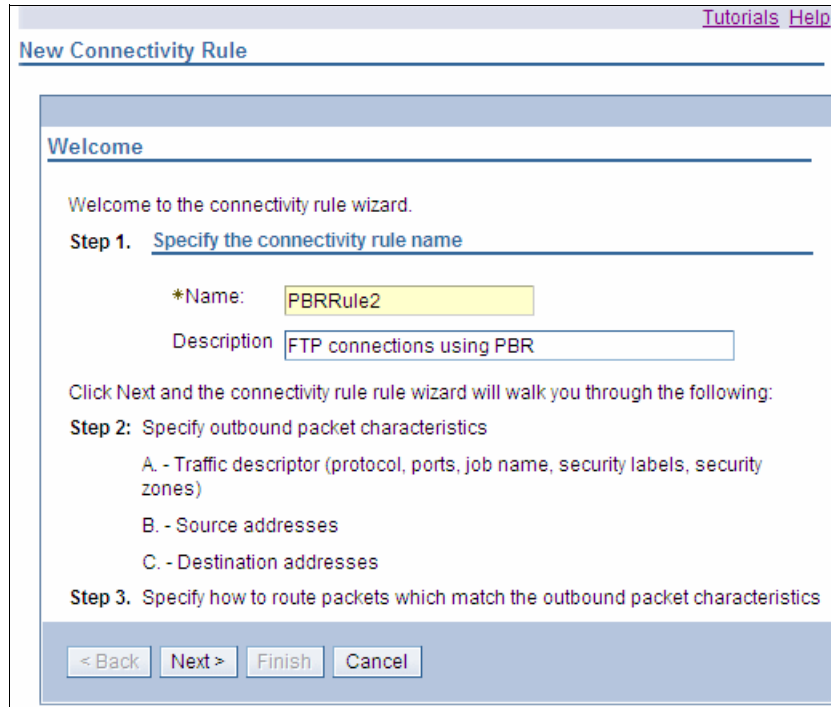 Tutorials Help
New Connectivity Rule
Welcome
Welcome to the connectivity rule wizard.
Step 1. Specify the connectivity rule name
*Name: PBRRule2
Description FTP connections using PBR
Click Next and the connectivity rule rule wizard will walk you through the following:
Step 2: Specify outbound packet characteristics
A. - Traffic descriptor (protocol, ports, job name, security labels, security
zones)
B. - Source addresses
C. - Destination addresses
Step 3. Specify how to route packets which match the outbound packet characteristics
< Back Next > Finish Cancel